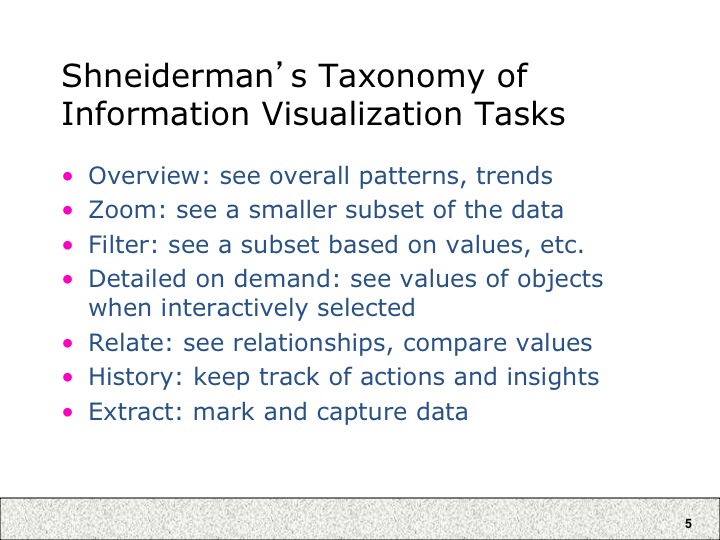 Shneiderman’s Taxonomy of
Information Visualization Tasks
• Overview: see overall patterns, trends
• Zoom: see a smaller subset of the data
• Filter: see a subset based on values, etc.
• Detailed on demand: see values of objects
when interactively selected
• Relate: see relationships, compare values
• History: keep track of actions and insights
• Extract: mark and capture data
5